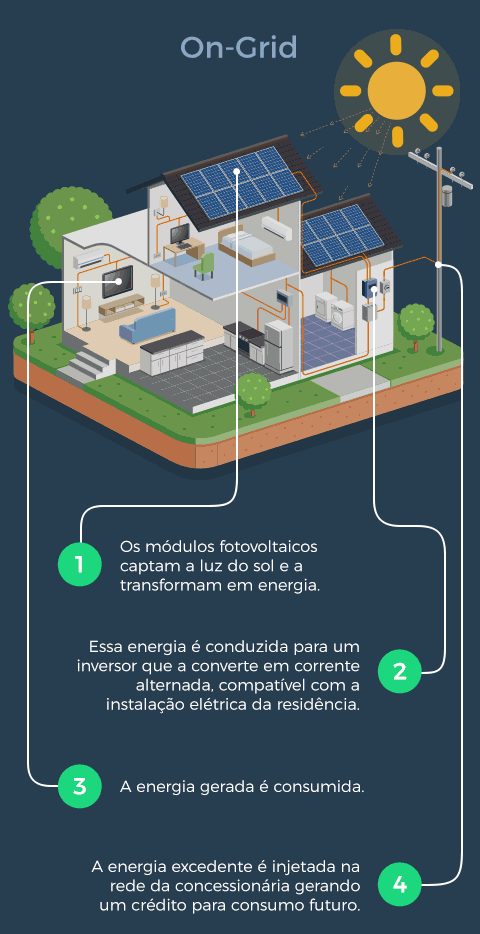 On-Grid
1
Os módulos fotovoltaicos
captam a luz do sol e a
transformam em energia.
Essa energia é conduzida para um
inversor que a converte em corrente
alternada, compatível com a
instalação elétrica da residência.
2
3
A energia gerada é consumida.
A energia excedente é injetada na
rede da concessionária gerando
um crédito para consumo futuro.
4